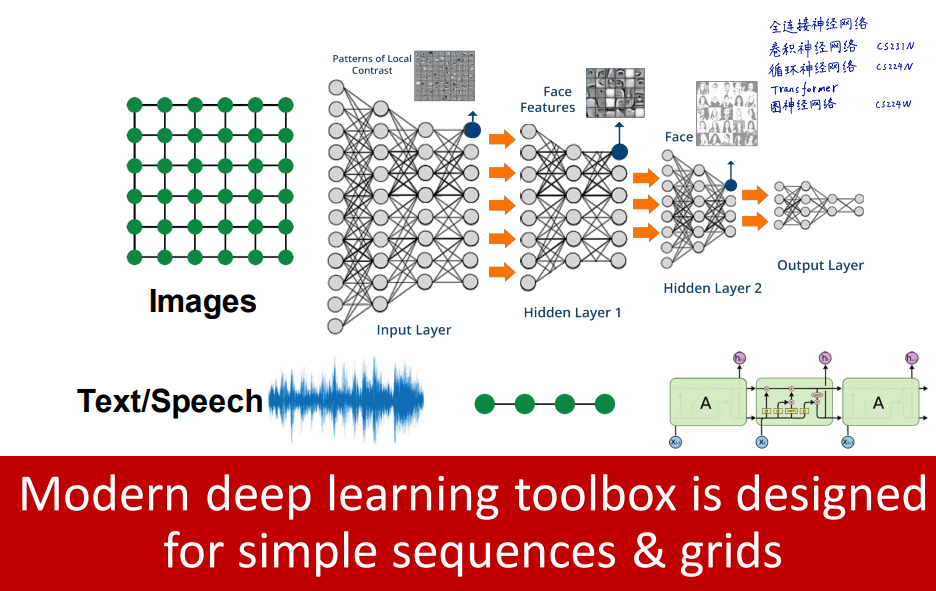 全连接神经网络
卷积神经网络 CS231N
循环神经网络 CS224N
Transformer
图神经网络 CS224W
Patterns of Local
Contrast
Face
Features
Face
Images
Input Layer
Hidden Layer 1
Hidden Layer 2
Output Layer
Text/Speech
A
A
Modern deep learning toolbox is designed
for simple sequences & grids